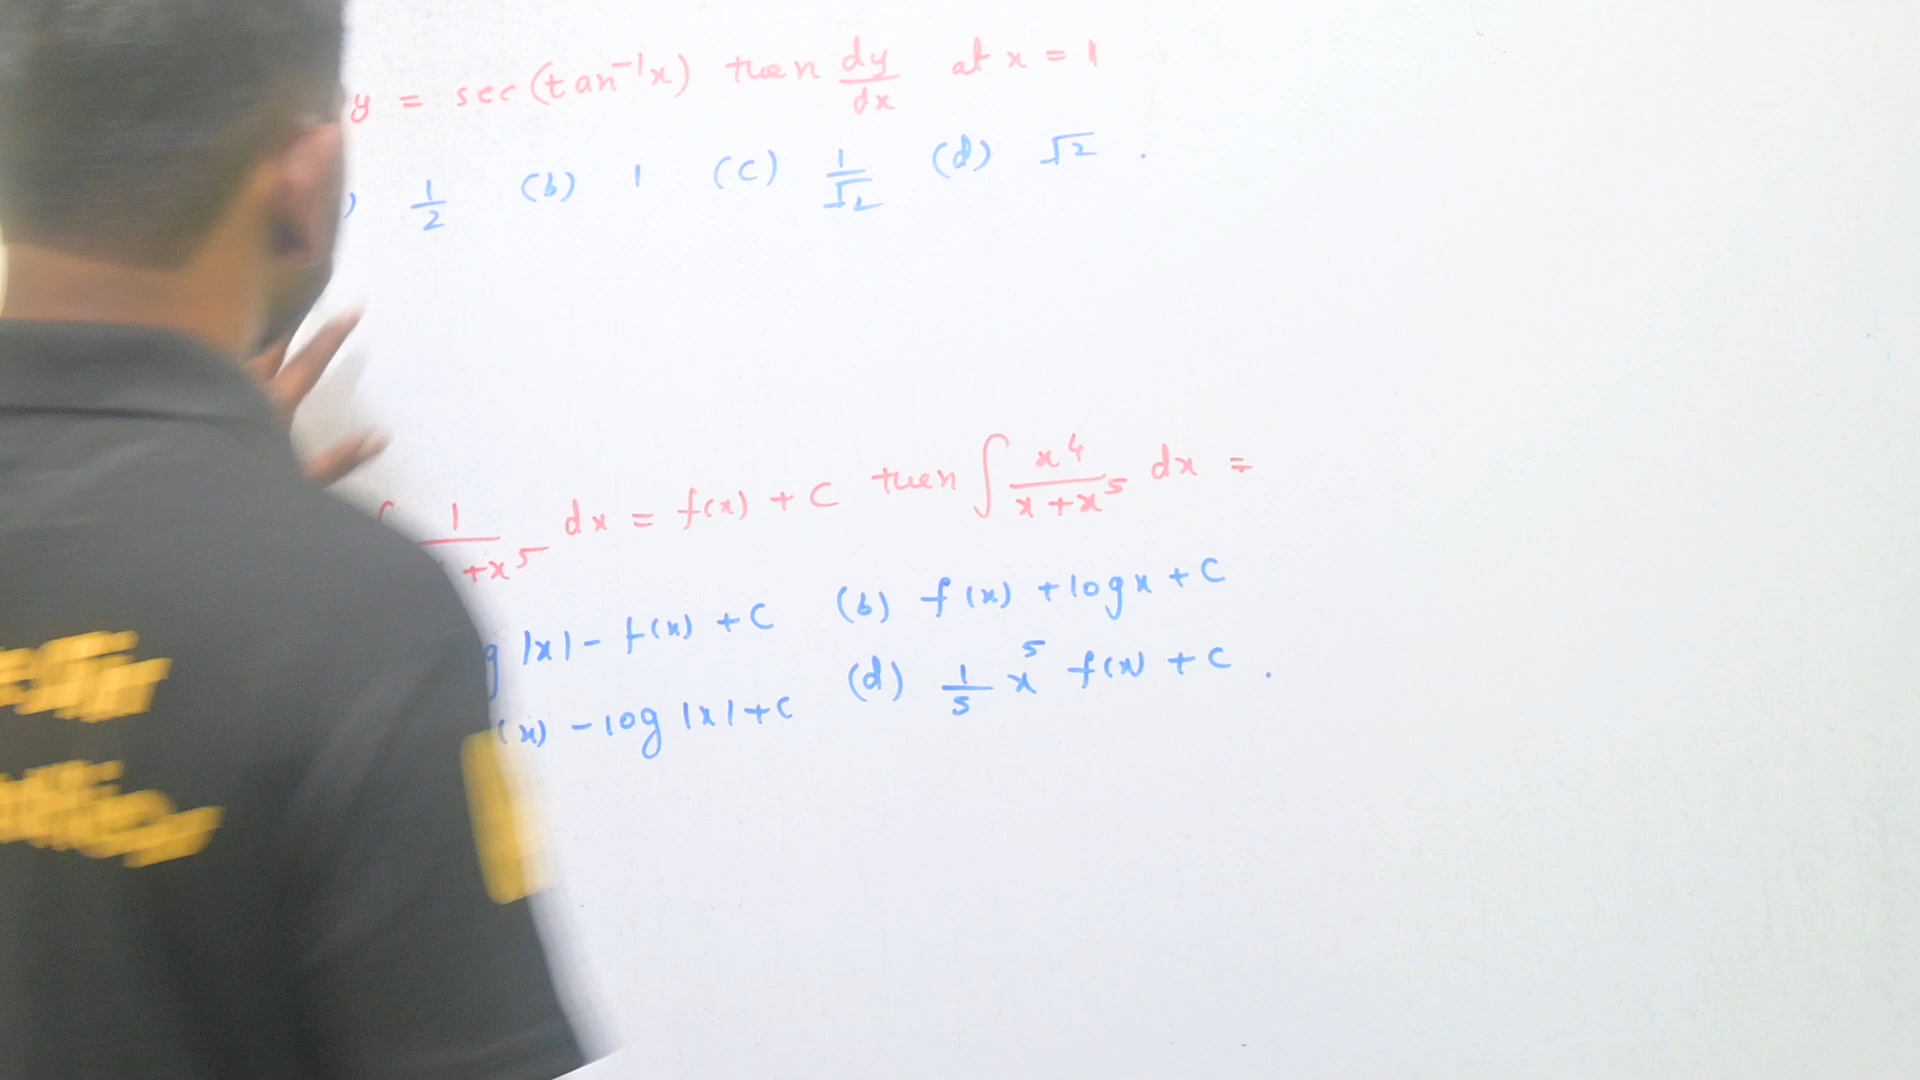 y = sec(tan⁻¹x) then dy/dx at x = 1
) 1/2 (b) 1 (c) 1/√2 (d) √2 .
∫ 1/ +x⁵ dx = f(x) + C then ∫ x⁴/x+x⁵ dx =
g |x| - f(x) + C (b) f(x) + log x + C
(x) - log |x| + C (d) 1/5 x⁵ f(x) + C .